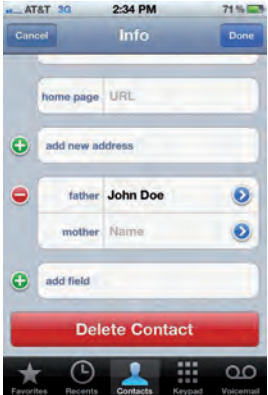 AT&T 3G 2:34 PM 71%
Cancel Info Done
home page URL
add new address
father John Doe
mother Name
add field
Delete Contact
Favorites Recents Contacts Keypad Voicemail